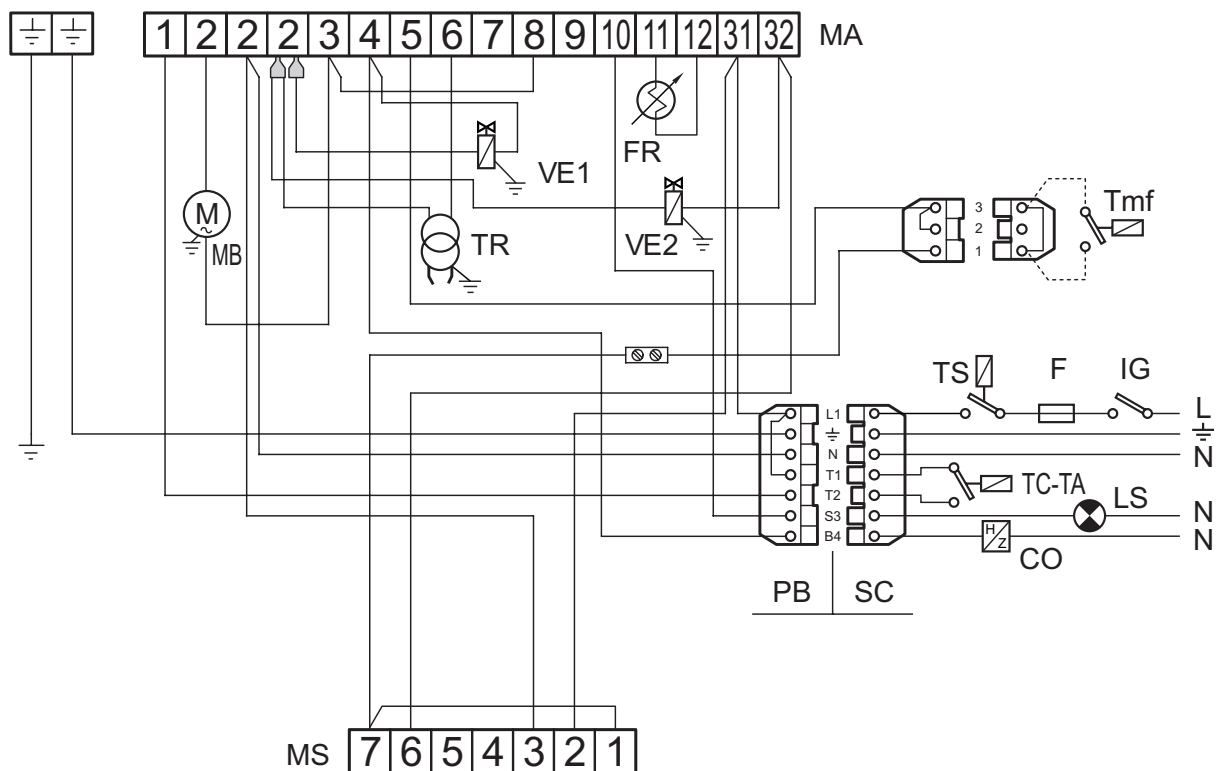 1 2 2 2 3 4 5 6 7 8 9 10 11 12 31 32 MA
VE1
FR
VE2
M
~
MB
TR
3
2
1
Tmf
TS F IG
L1 L
N N
T1
T2
TC-TA
S3 LS N
B4 N
H
Z
CO
PB SC
MS 7 6 5 4 3 2 1